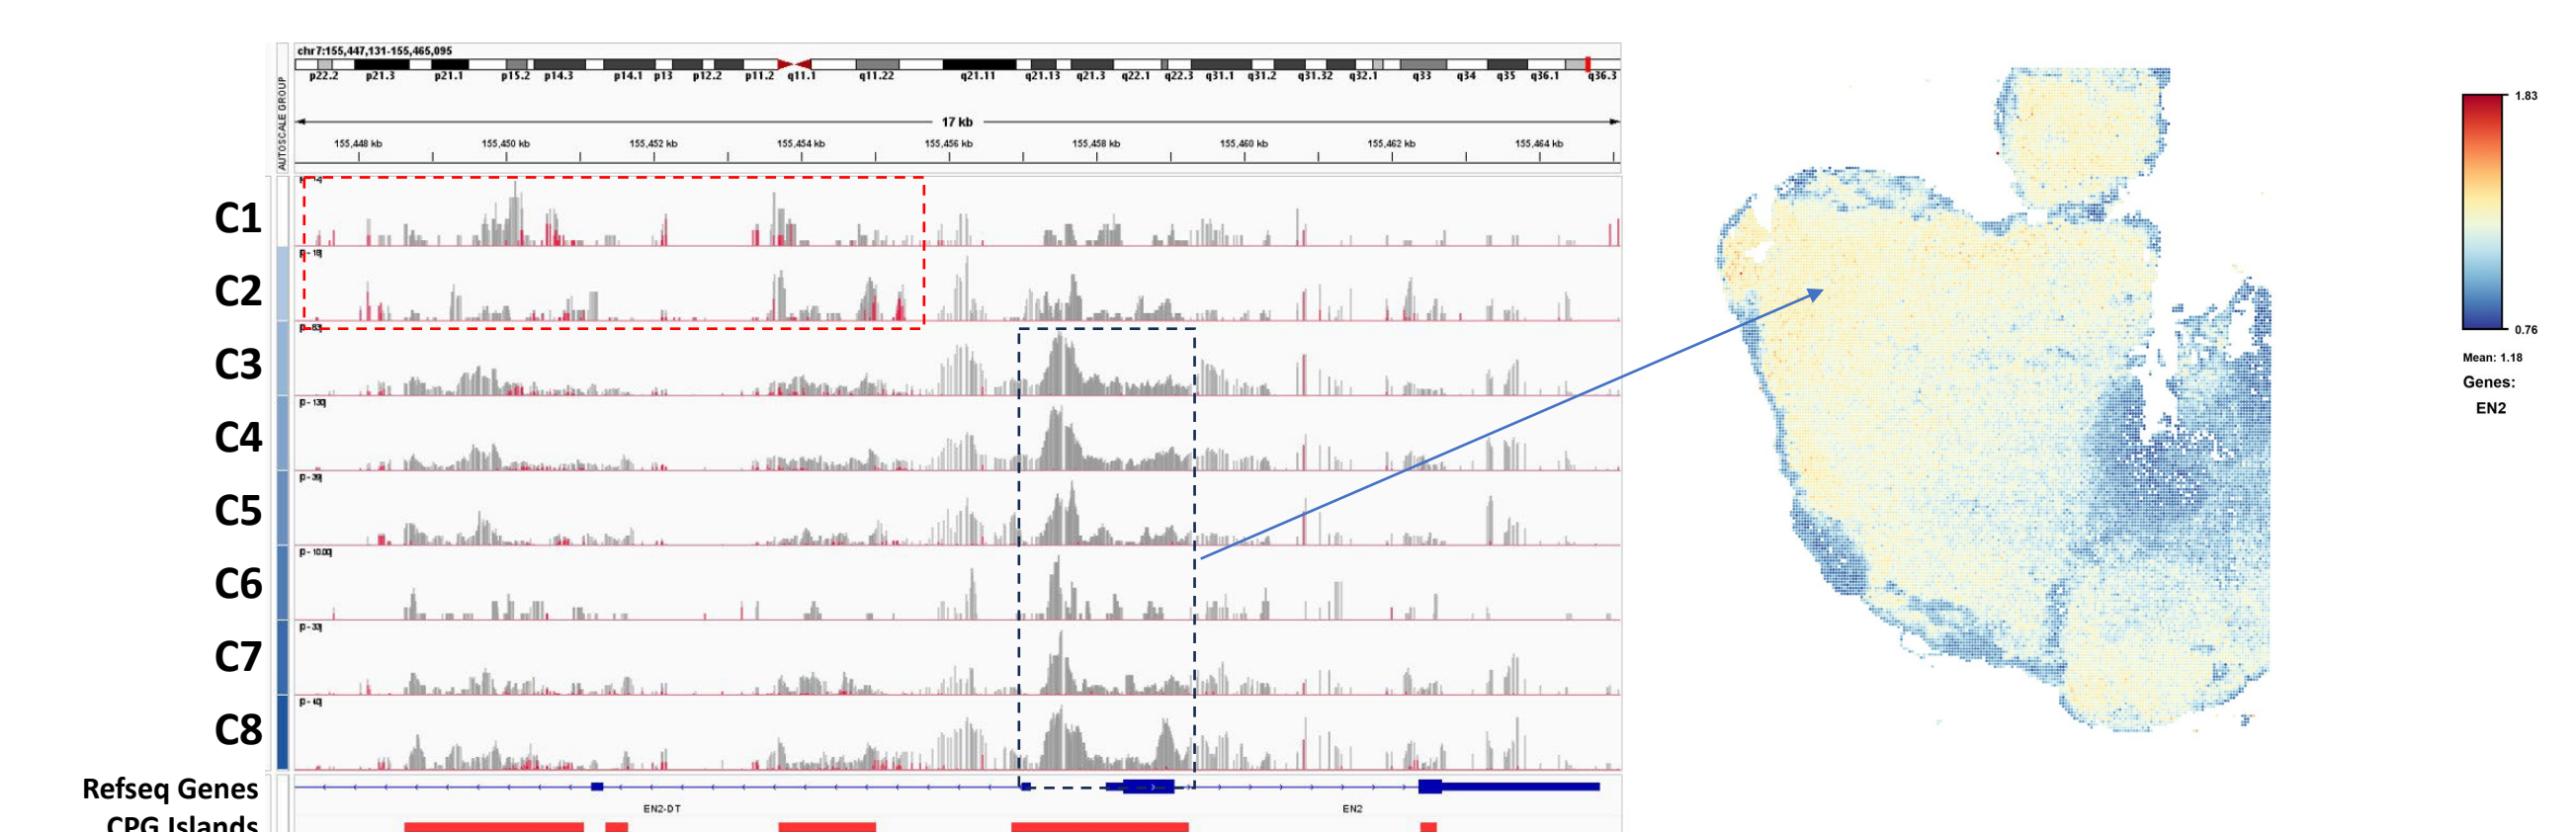 chr7:155,447,131-155,465,095
p22.2 p21.3 p21.1 p15.2 p14.3 p14.1 p13 p12.2 p11.2 q11.1 q11.22 q21.11 q21.13 q21.3 q22.1 q22.3 q31.1 q31.2 q31.32 q32.1 q33 q34 q35 q36.1 q36.3
AUTOSCALE GROUP
17 kb
155,448 kb 155,450 kb 155,452 kb 155,454 kb 155,456 kb 155,458 kb 155,460 kb 155,462 kb 155,464 kb
C1
C2
C3
C4
C5
C6
C7
C8
Refseq Genes
EN2-DT EN2
CPG Islands
1.83
0.76
Mean: 1.18
Genes:
EN2